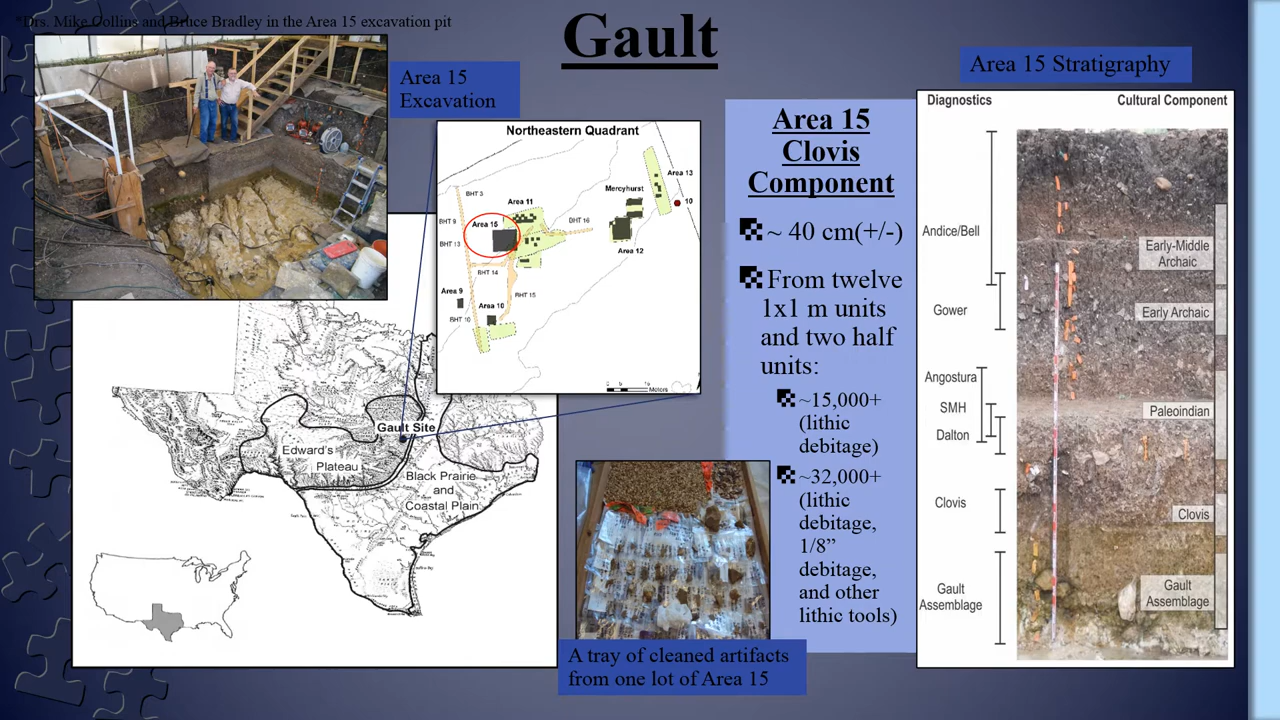 *Drs. Mike Collins and Bruce Bradley in the Area 15 excavation pit
Gault
Area 15
Excavation
Northeastern Quadrant
BHT 3
Area 13
Mercyhurst
10
Area 11
BHT 9
Area 15
BHT 16
BHT 13
Area 12
BHT 14
Area 9
BHT 15
Area 10
BHT 10
Meters
Gault Site
Edward's
Plateau
Black Prairie
and
Coastal Plain
Area 15
Clovis
Component
~ 40 cm(+/-)
From twelve
1x1 m units
and two half
units:
~15,000+
(lithic
debitage)
~32,000+
(lithic
debitage,
1/8”
debitage,
and other
lithic tools)
A tray of cleaned artifacts
from one lot of Area 15
Area 15 Stratigraphy
Diagnostics
Cultural Component
Andice/Bell
Early-Middle
Archaic
Gower
Early Archaic
Angostura
SMH
Paleoindian
Dalton
Clovis
Clovis
Gault
Assemblage
Gault
Assemblage